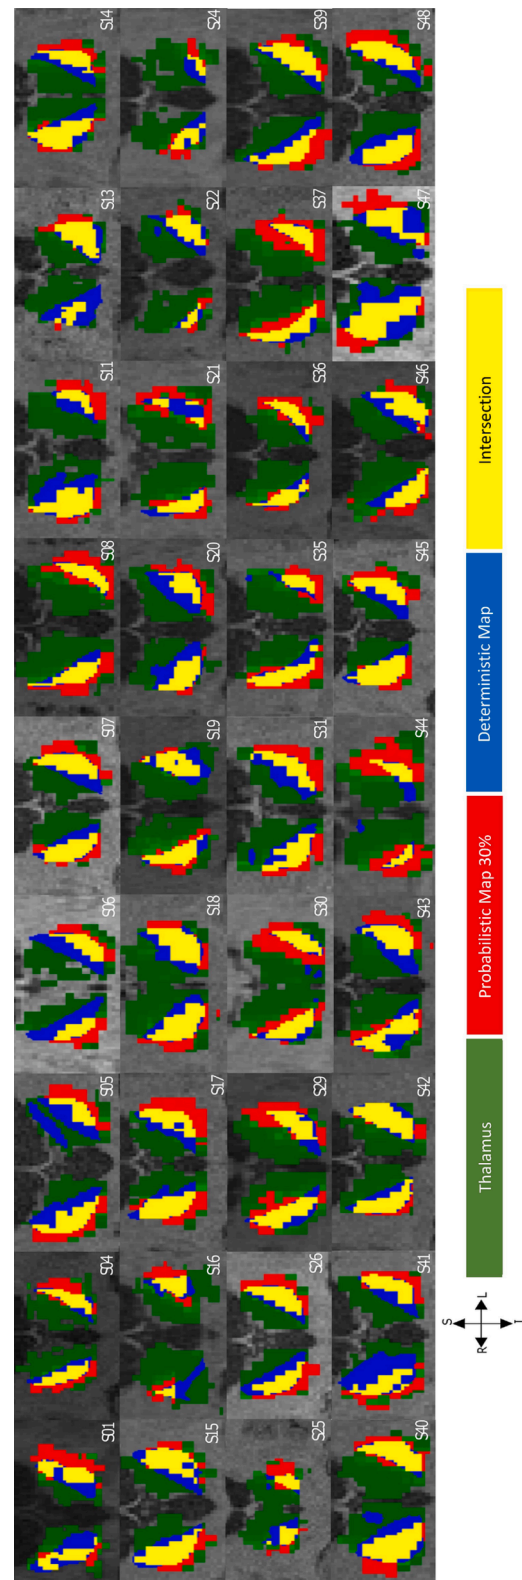 S01 S04 S05 S06 S07 S08 S11 S13 S14
S15 S16 S17 S18 S19 S20 S21 S22 S24
S25 S26 S29 S30 S31 S35 S36 S37 S39
S40 S41 S42 S43 S44 S45 S46 S47 S48
S
R L
I
Thalamus
Probabilistic Map 30%
Deterministic Map
Intersection